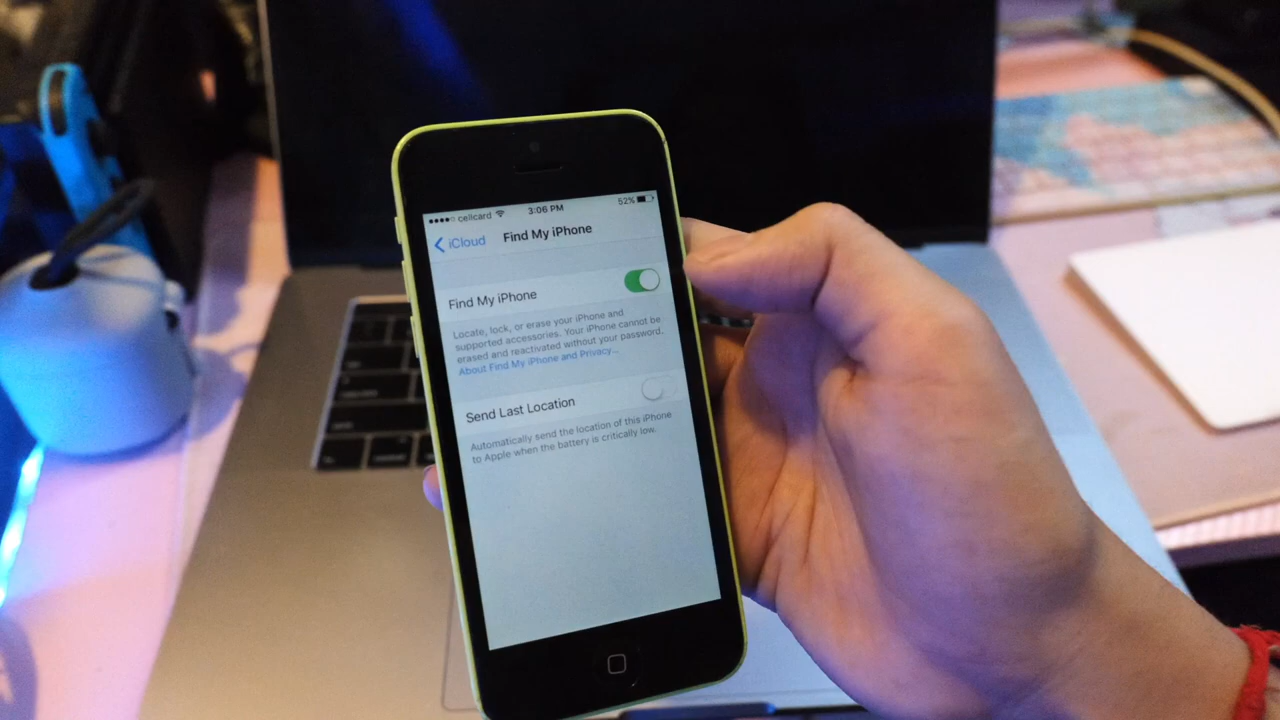 cellcard 3:06 PM 52%
iCloud Find My iPhone
Find My iPhone
Locate, lock, or erase your iPhone and
supported accessories. Your iPhone cannot be
erased and reactivated without your password.
About Find My iPhone and Privacy...
Send Last Location
Automatically send the location of this iPhone
to Apple when the battery is critically low.